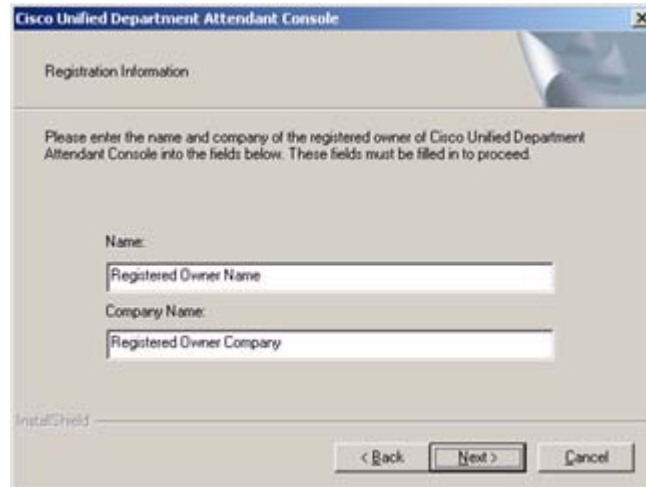 Cisco Unified Department Attendant Console
Registration Information
Please enter the name and company of the registered owner of Cisco Unified Department
Attendant Console into the fields below. These fields must be filled in to proceed.
Name:
Registered Owner Name
Company Name:
Registered Owner Company
InstallShield
< Back
Next >
Cancel